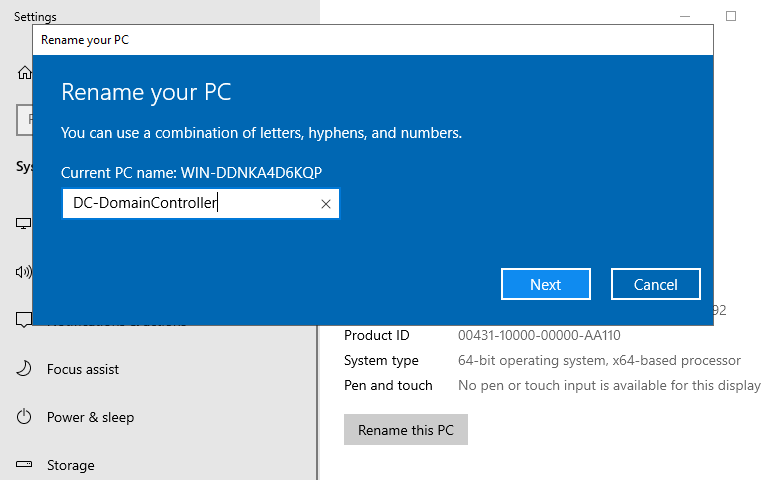 Settings
Rename your PC
Rename your PC
You can use a combination of letters, hyphens, and numbers.
Current PC name: WIN-DDNKA4D6KQP
DC-DomainController
Next
Cancel
92
Product ID 00431-10000-00000-AA110
System type 64-bit operating system, x64-based processor
Pen and touch No pen or touch input is available for this display
Rename this PC
Sys
Focus assist
Power & sleep
Storage